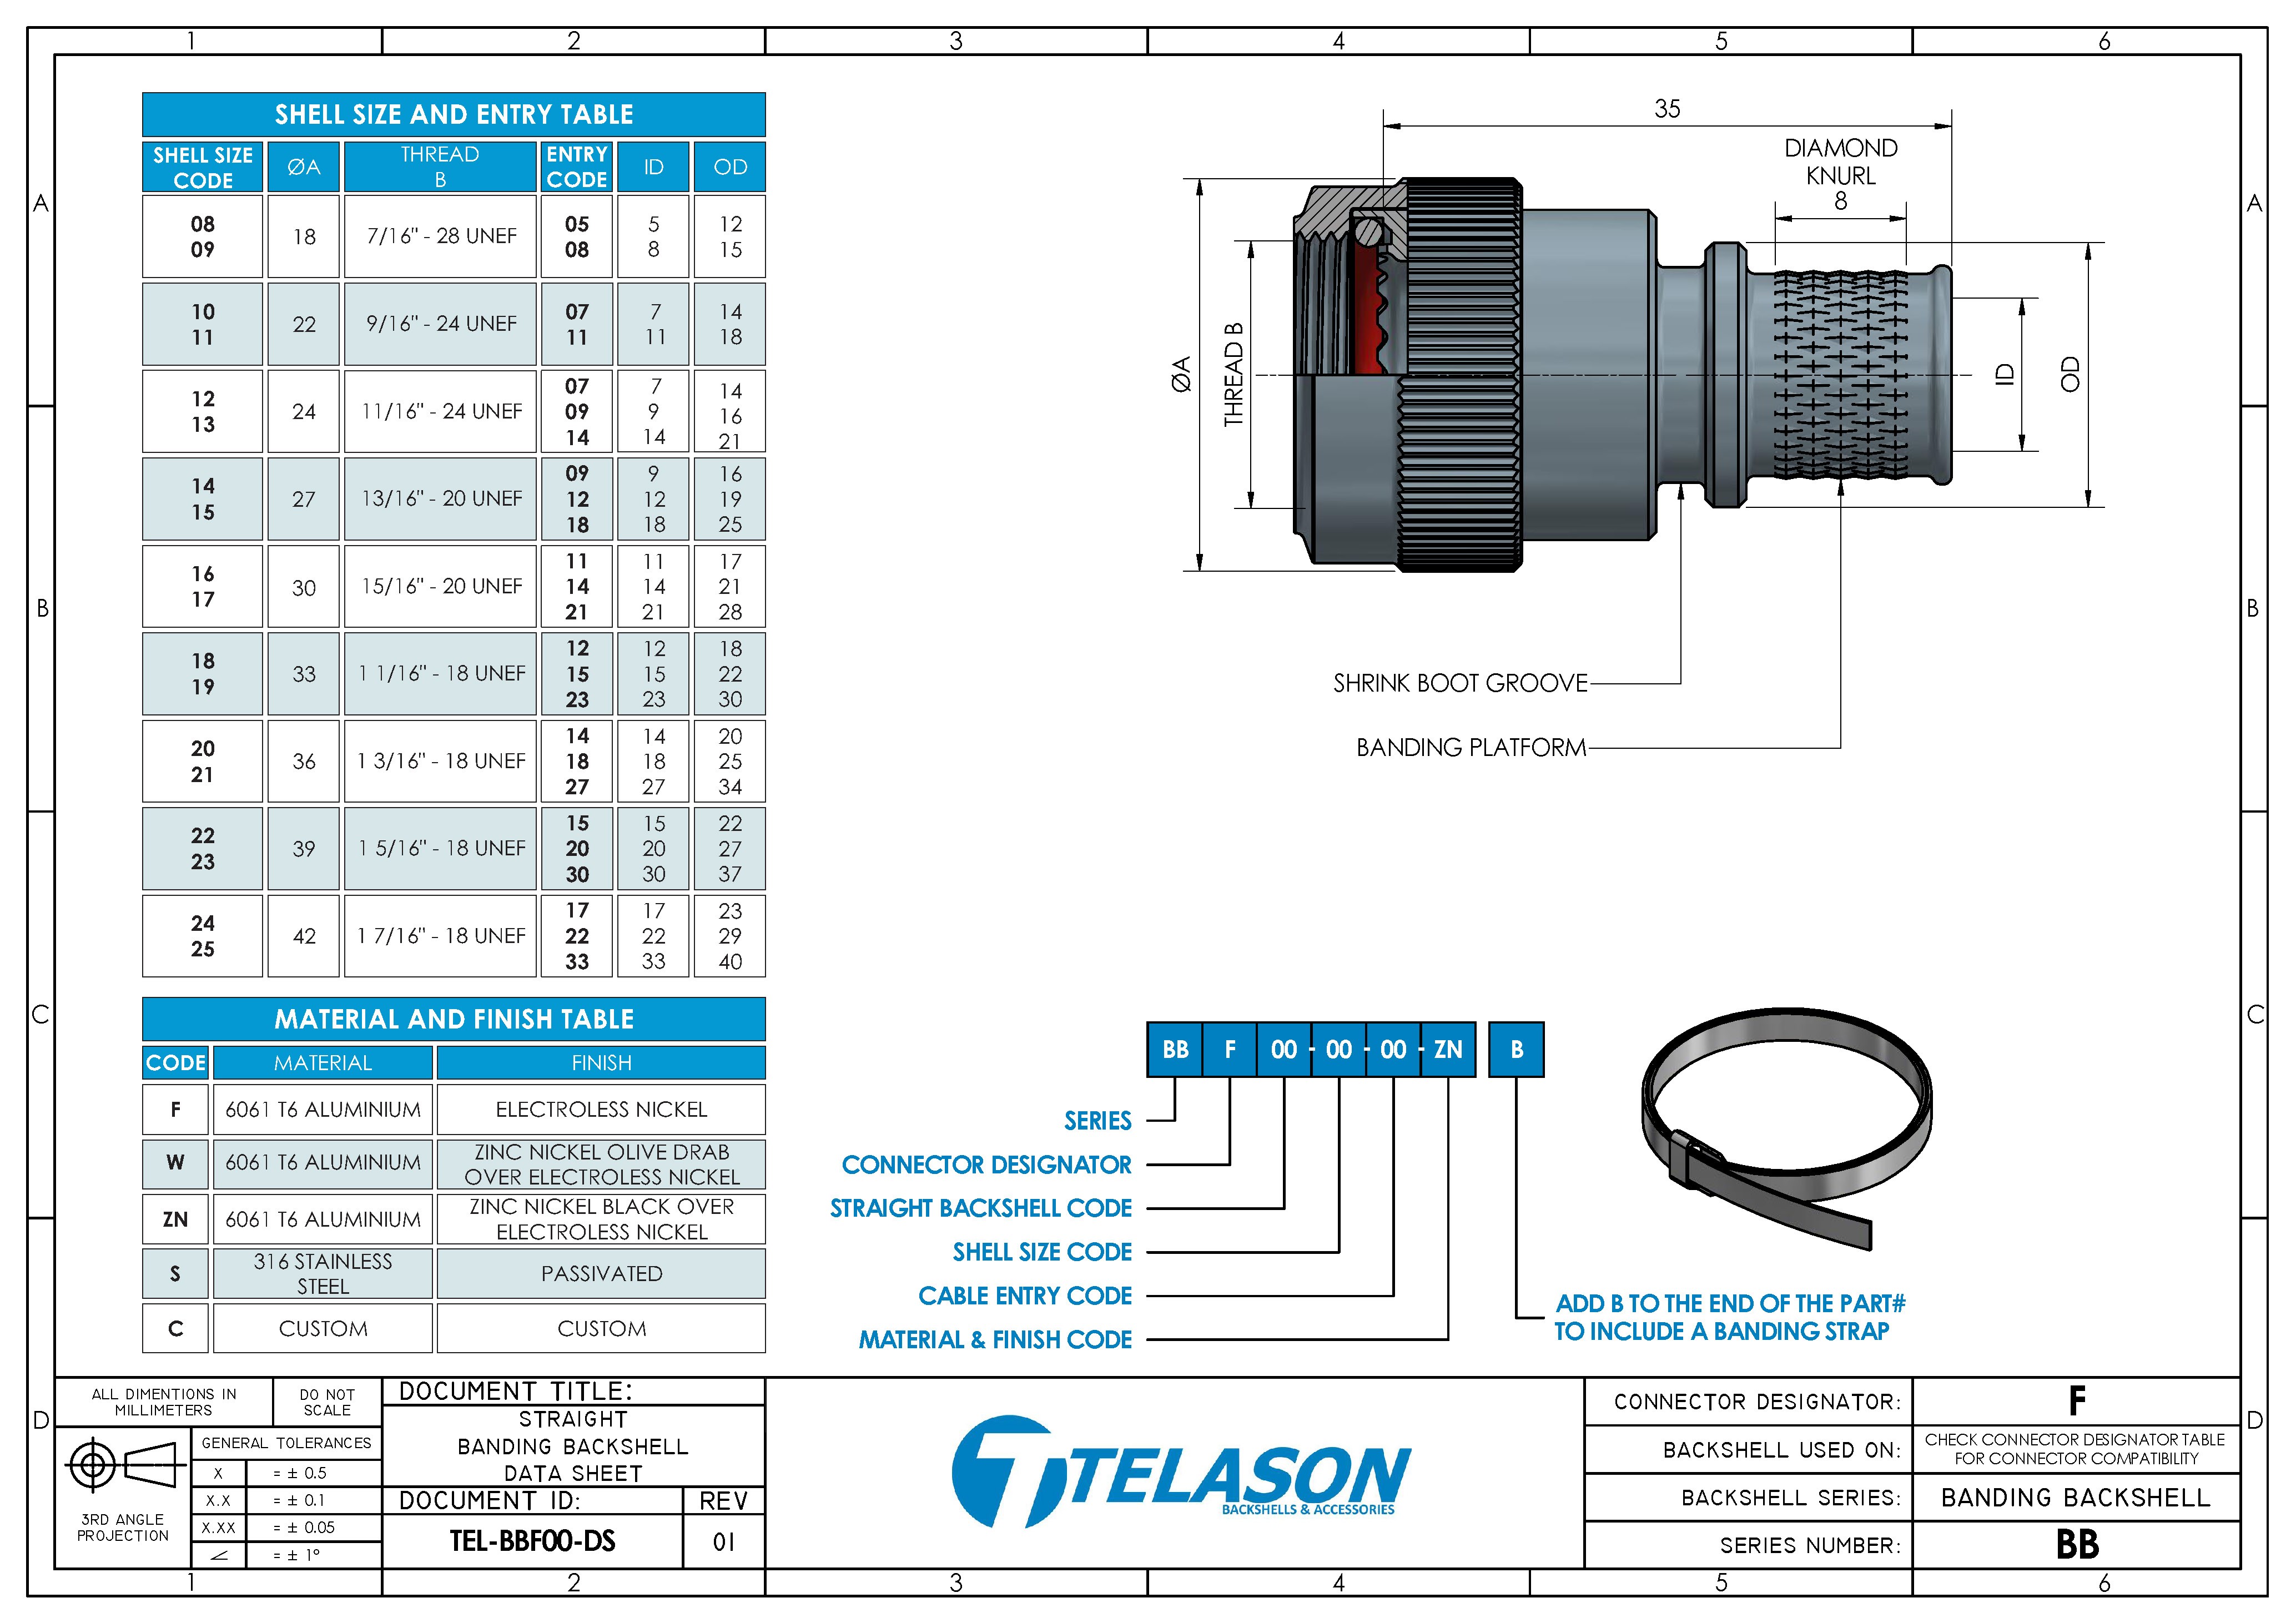 1 2 3 4 5 6
A
B
C
D
SHELL SIZE AND ENTRY TABLE
SHELL SIZE CODE ØA THREAD B ENTRY CODE ID OD
08 09 18 7/16" - 28 UNEF
05 5 12
08 8 15
10 11 22 9/16" - 24 UNEF
07 7 14
11 11 18
12 13 24 11/16" - 24 UNEF
07 7 14
09 9 16
14 14 21
14 15 27 13/16" - 20 UNEF
09 9 16
12 12 19
18 18 25
16 17 30 15/16" - 20 UNEF
11 11 17
14 14 21
21 21 28
18 19 33 1 1/16" - 18 UNEF
12 12 18
15 15 22
23 23 30
20 21 36 1 3/16" - 18 UNEF
14 14 20
18 18 25
27 27 34
22 23 39 1 5/16" - 18 UNEF
15 15 22
20 20 27
30 30 37
24 25 42 1 7/16" - 18 UNEF
17 17 23
22 22 29
33 33 40
MATERIAL AND FINISH TABLE
CODE MATERIAL FINISH
F 6061 T6 ALUMINIUM ELECTROLESS NICKEL
W 6061 T6 ALUMINIUM ZINC NICKEL OLIVE DRAB OVER ELECTROLESS NICKEL
ZN 6061 T6 ALUMINIUM ZINC NICKEL BLACK OVER ELECTROLESS NICKEL
S 316 STAINLESS STEEL PASSIVATED
C CUSTOM CUSTOM
35
DIAMOND
KNURL
8
ØA
THREAD B
ID
OD
SHRINK BOOT GROOVE
BANDING PLATFORM
BB F 00 - 00 - 00 - ZN B
SERIES
CONNECTOR DESIGNATOR
STRAIGHT BACKSHELL CODE
SHELL SIZE CODE
CABLE ENTRY CODE
MATERIAL & FINISH CODE
ADD B TO THE END OF THE PART#
TO INCLUDE A BANDING STRAP
ALL DIMENTIONS IN
MILLIMETERS
DO NOT
SCALE
GENERAL TOLERANCES
X = ± 0.5
X.X = ± 0.1
X.XX = ± 0.05
∠ = ± 1°
3RD ANGLE
PROJECTION
DOCUMENT TITLE:
STRAIGHT
BANDING BACKSHELL
DATA SHEET
DOCUMENT ID: REV
TEL-BBF00-DS 01
TELASON
BACKSHELLS & ACCESSORIES
CONNECTOR DESIGNATOR: F
BACKSHELL USED ON: CHECK CONNECTOR DESIGNATOR TABLE
FOR CONNECTOR COMPATIBILITY
BACKSHELL SERIES: BANDING BACKSHELL
SERIES NUMBER: BB
A
B
C
D
1 2 3 4 5 6